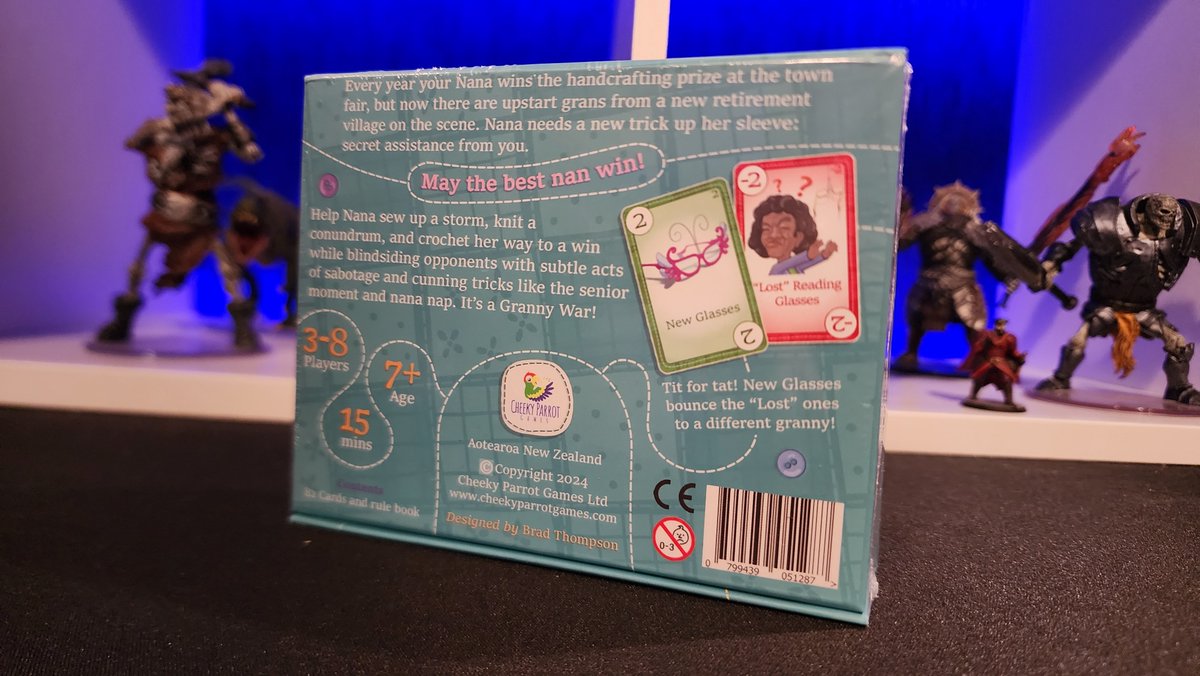 Every year your Nana wins the handcrafting prize at the town
fair, but now there are upstart grans from a new retirement
village on the scene. Nana needs a new trick up her sleeve:
secret assistance from you.
May the best nan win!
Help Nana sew up a storm, knit a
conundrum, and crochet her way to a win
while blindsiding opponents with subtle acts
of sabotage and cunning tricks like the senior
moment and nana nap. It's a Granny War!
2
New Glasses
2
-2
? ?
"Lost" Reading
Glasses
-2
Tit for tat! New Glasses
bounce the "Lost" ones
to a different granny!
3-8
Players
7+
Age
15
mins
Contents
82 Cards and rule book
CHEEKY PARROT
GAMES
Aotearoa New Zealand
©Copyright 2024
Cheeky Parrot Games Ltd
www.cheekyparrotgames.com
Designed by Brad Thompson
CE
0-3
0 799439 051287 >